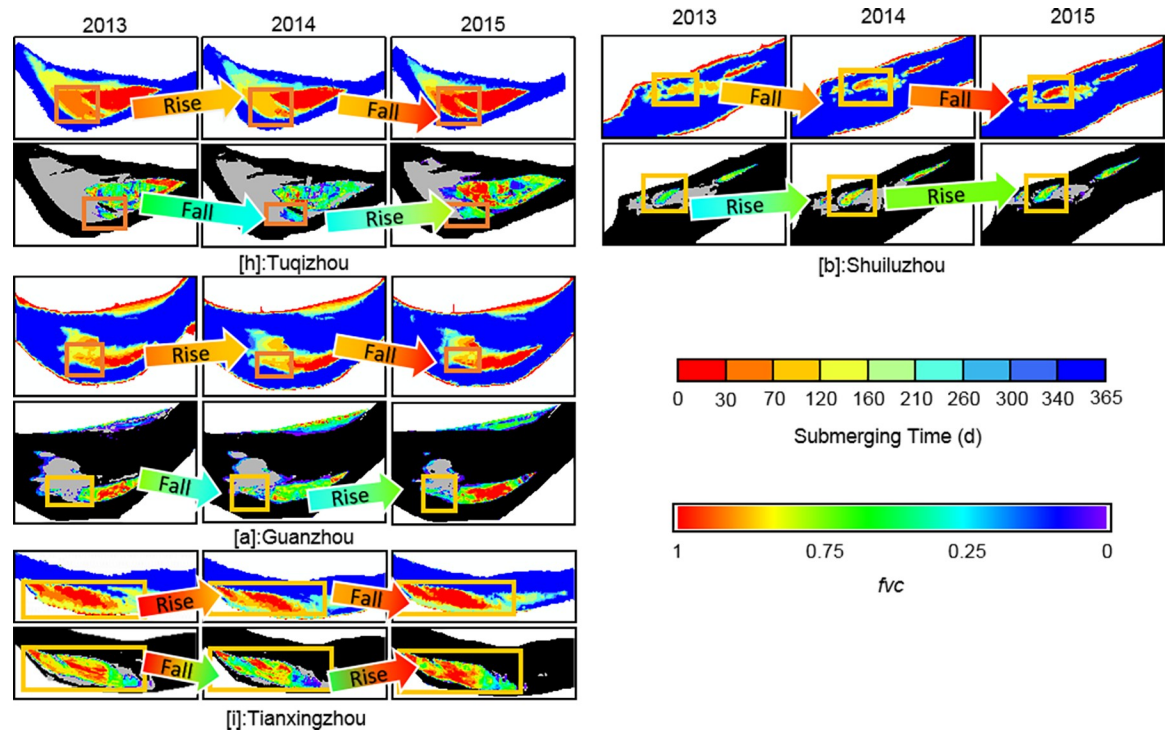 2013 2014 2015
Rise Fall
Fall Rise
[h]:Tuqizhou
Rise Fall
Fall Rise
[a]:Guanzhou
Rise Fall
Fall Rise
[i]:Tianxingzhou
2013 2014 2015
Fall Fall
Rise Rise
[b]:Shuiluzhou
0 30 70 120 160 210 260 300 340 365
Submerging Time (d)
1 0.75 0.25 0
fvc